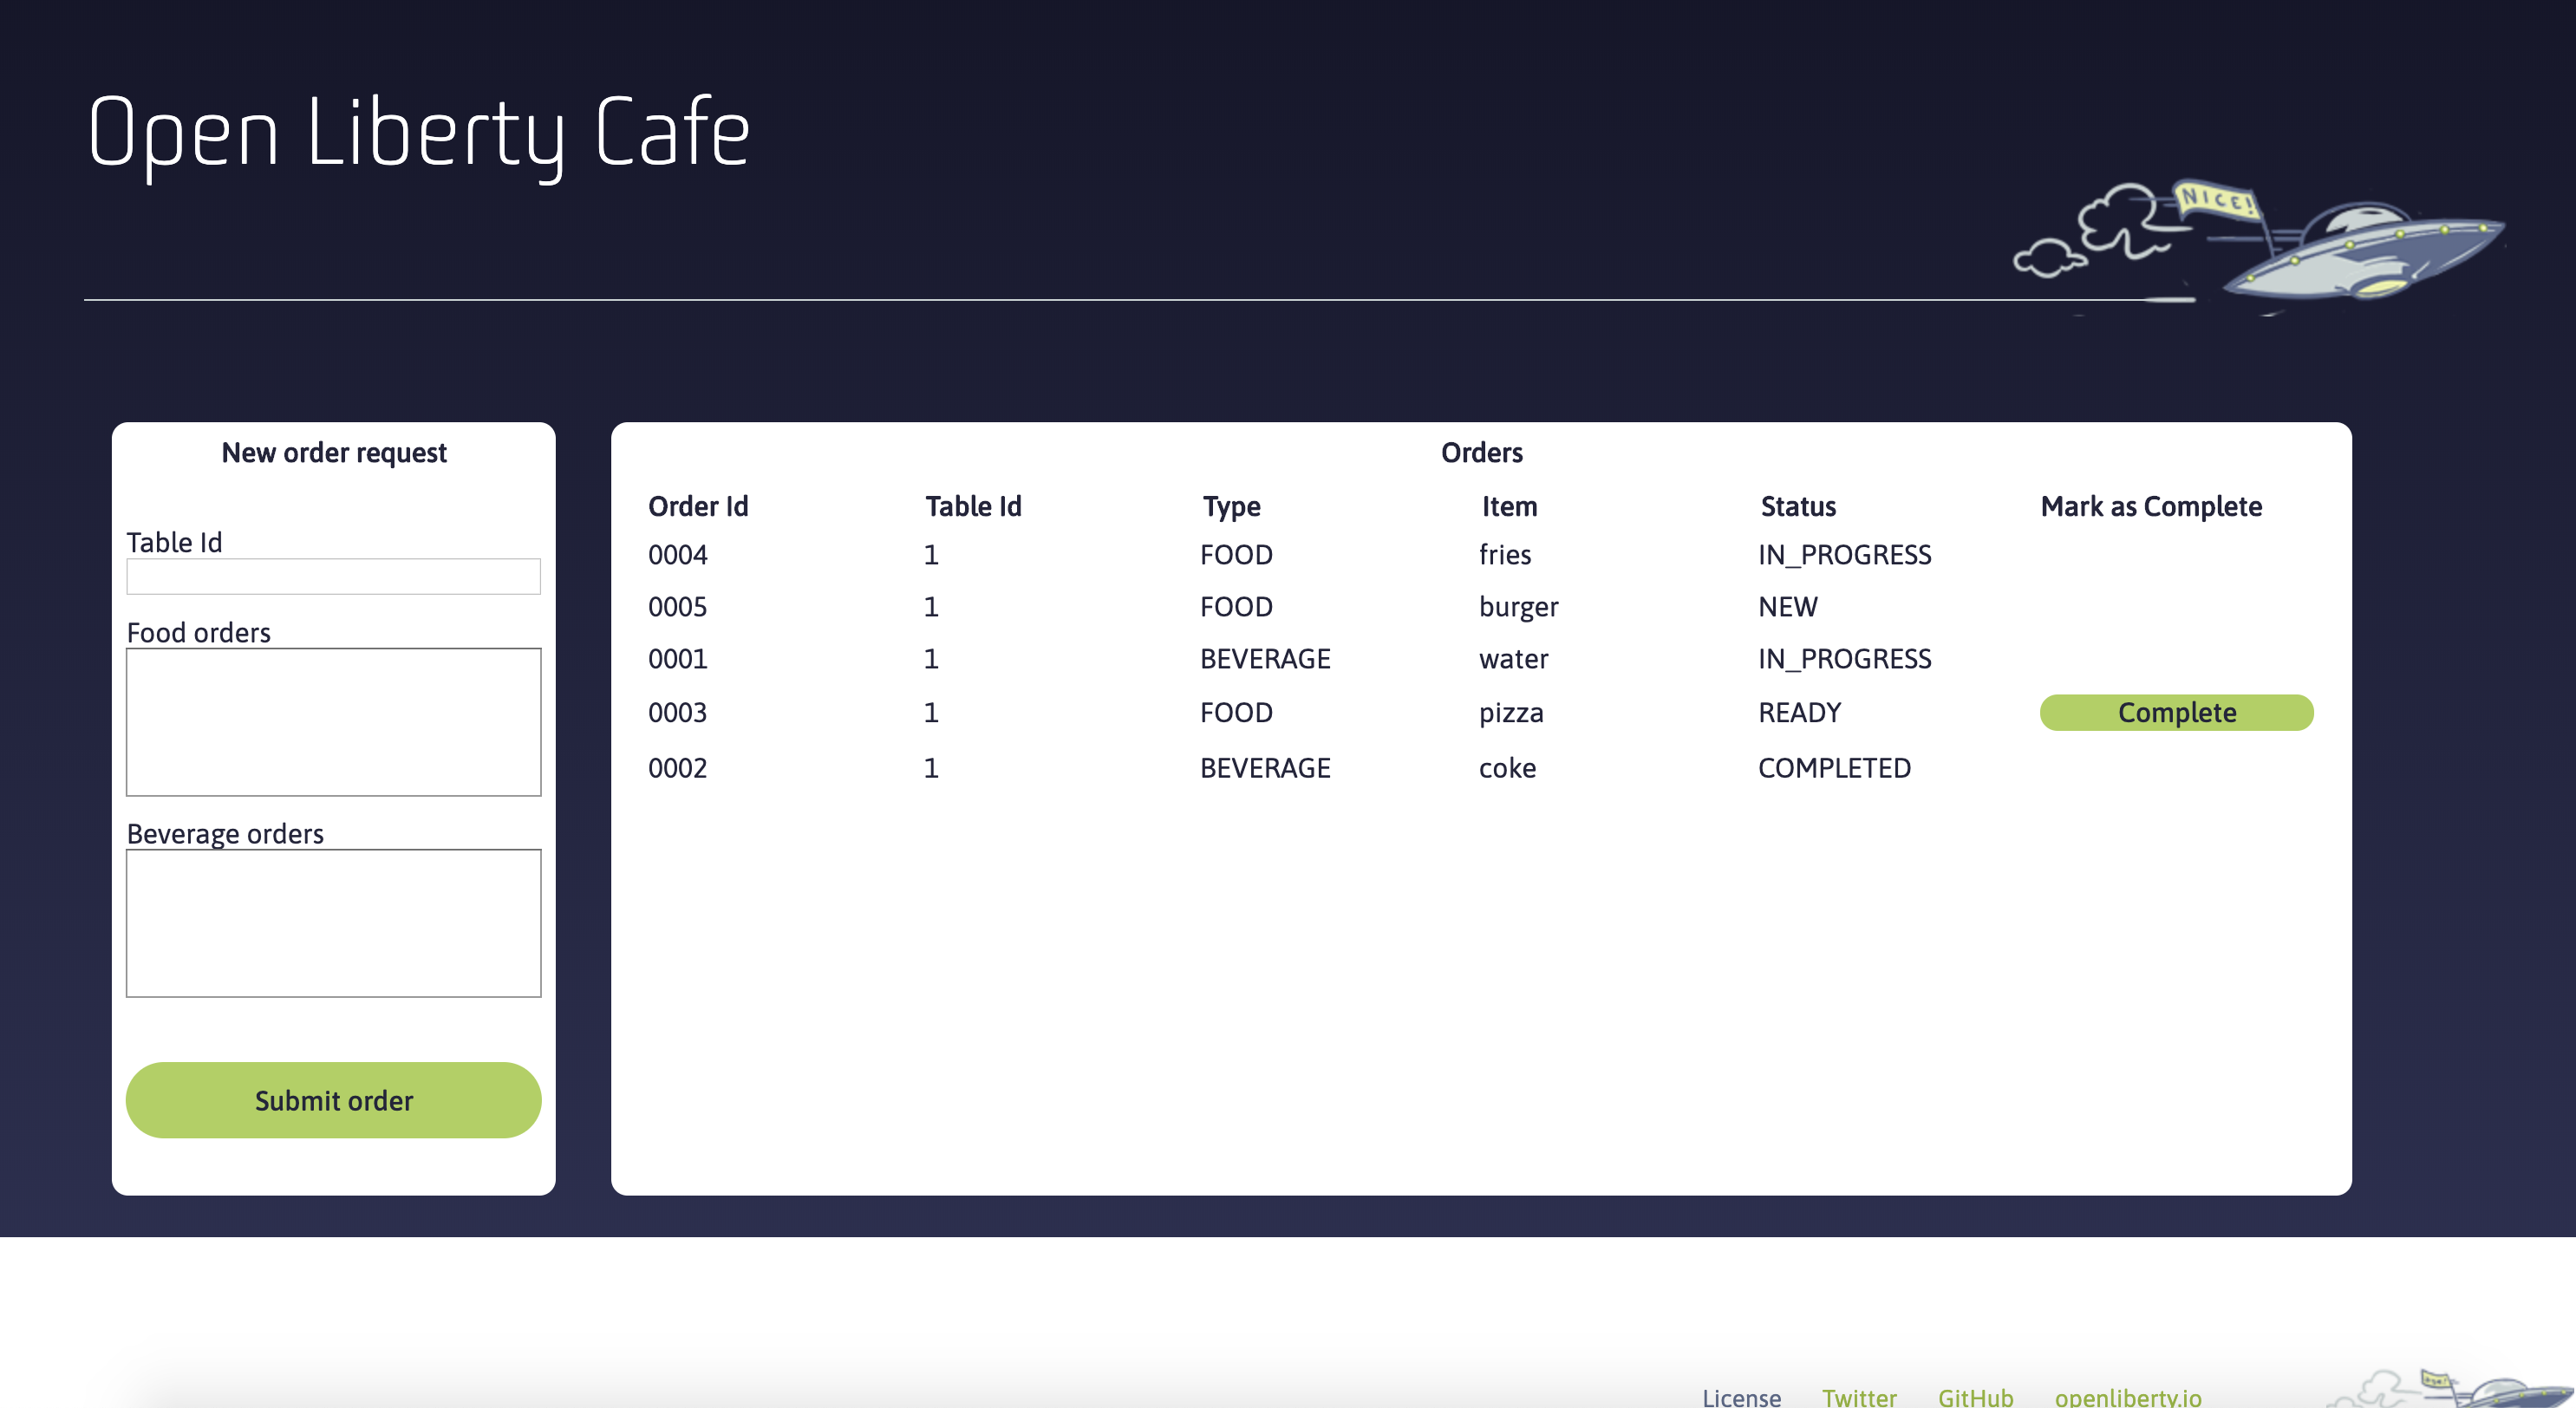 Open Liberty Cafe
NICE!
New order request
Table Id
Food orders
Beverage orders
Submit order
Orders
Order Id Table Id Type Item Status Mark as Complete
0004 1 FOOD fries IN_PROGRESS
0005 1 FOOD burger NEW
0001 1 BEVERAGE water IN_PROGRESS
0003 1 FOOD pizza READY Complete
0002 1 BEVERAGE coke COMPLETED
License Twitter GitHub openliberty.io